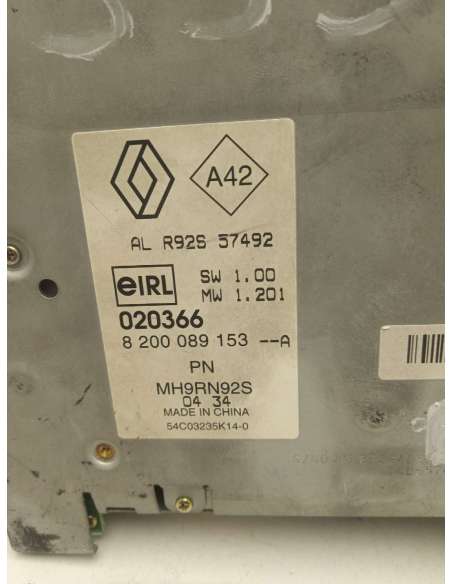 A42
AL R92S 57492
eIRL SW 1.00
MW 1.201
020366
8 200 089 153 --A
PN
MH9RN92S
04 34
MADE IN CHINA
54C03235K14-0